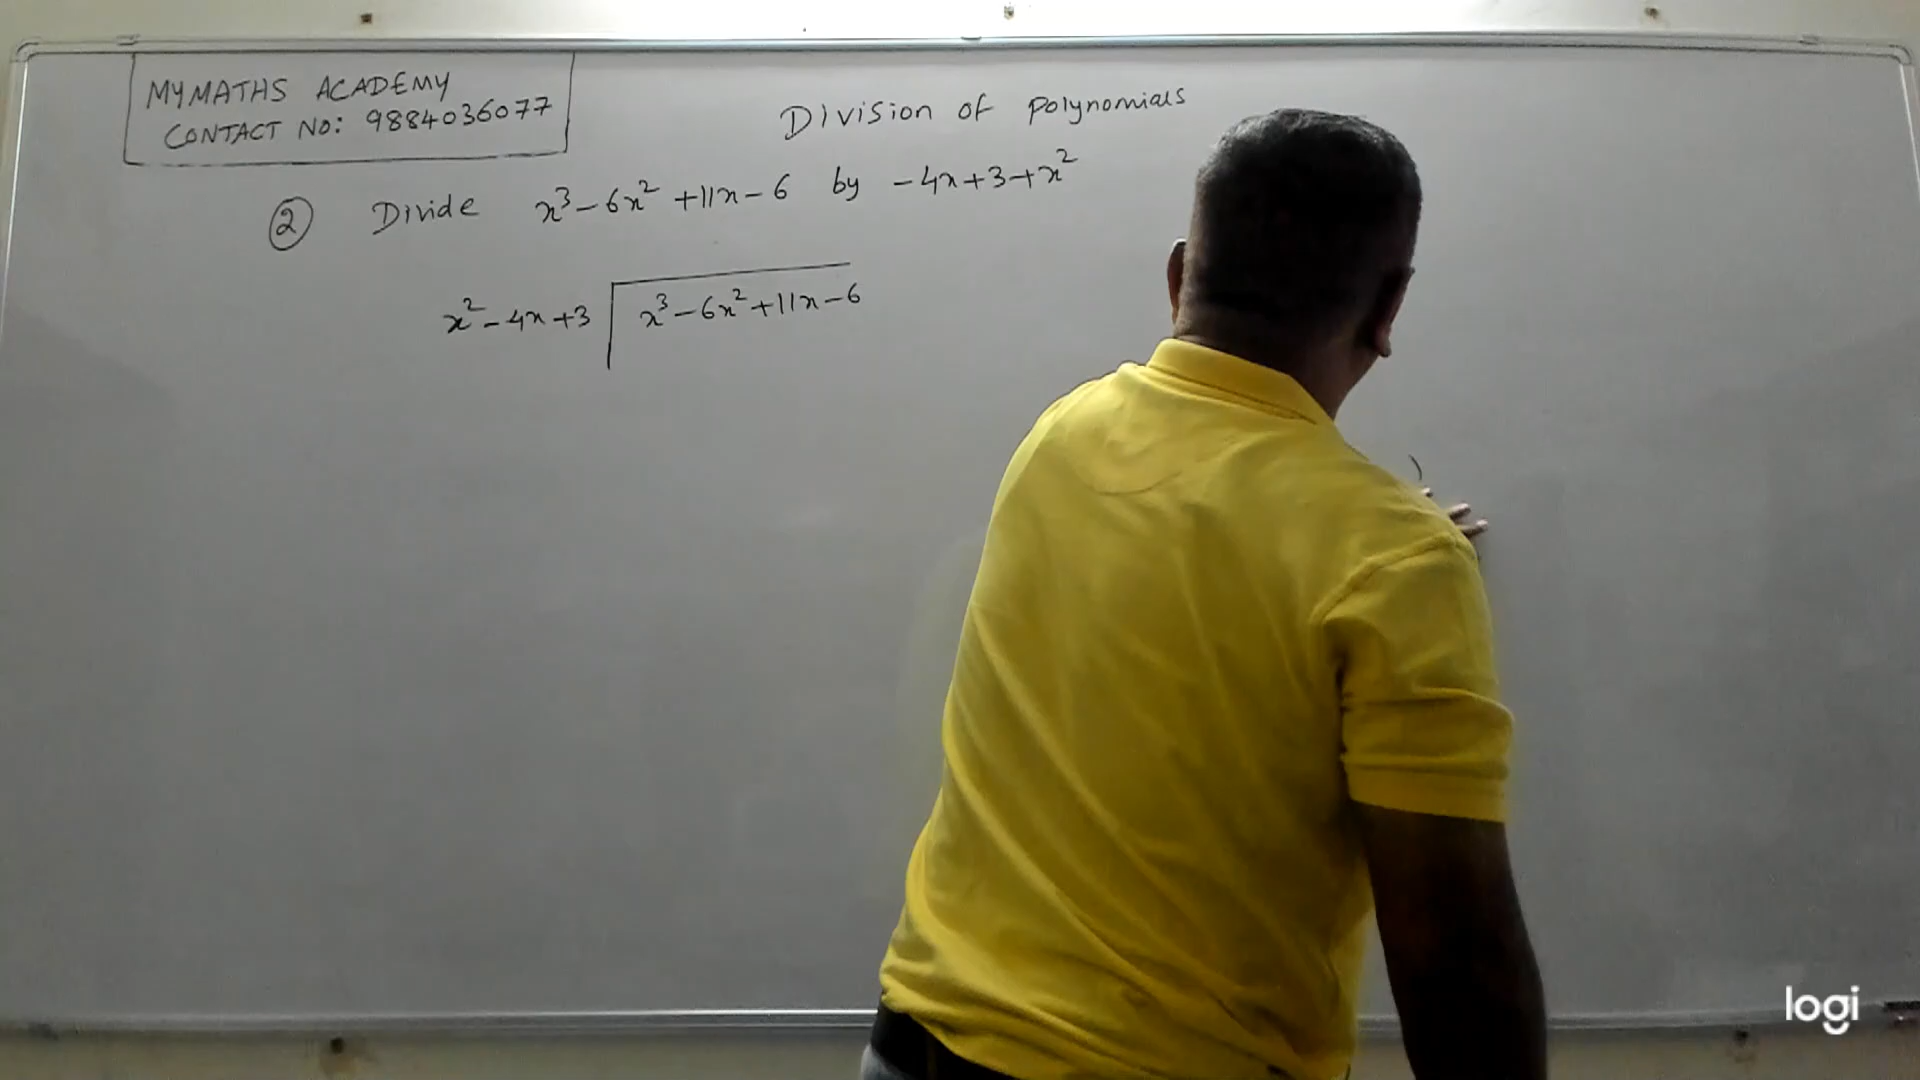 MYMATHS ACADEMY
CONTACT NO: 9884036077
Division of polynomials
② Divide x³ - 6x² + 11x - 6 by - 4x + 3 + x²
x² - 4x + 3 | x³ - 6x² + 11x - 6
logi